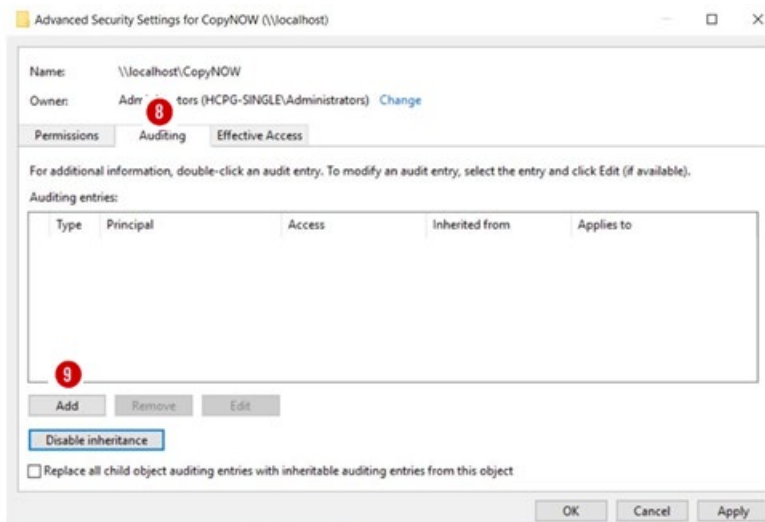 Advanced Security Settings for CopyNOW (\\localhost)
Name: \\localhost\CopyNOW
Owner: Adm tors (HCPG-SINGLE\Administrators) Change
8
Permissions Auditing Effective Access
For additional information, double-click an audit entry. To modify an audit entry, select the entry and click Edit (if available).
Auditing entries:
Type Principal Access Inherited from Applies to
9
Add Remove Edit
Disable inheritance
Replace all child object auditing entries with inheritable auditing entries from this object
OK Cancel Apply